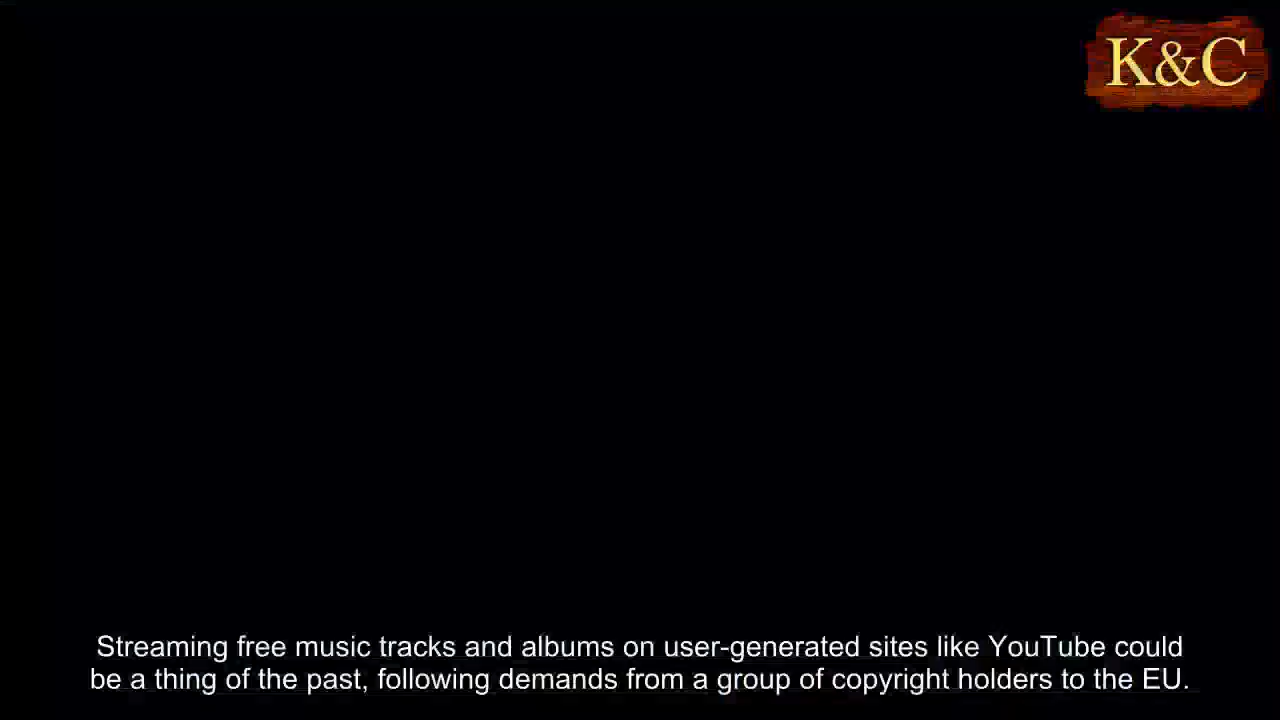 K&C
Streaming free music tracks and albums on user-generated sites like YouTube could
be a thing of the past, following demands from a group of copyright holders to the EU.